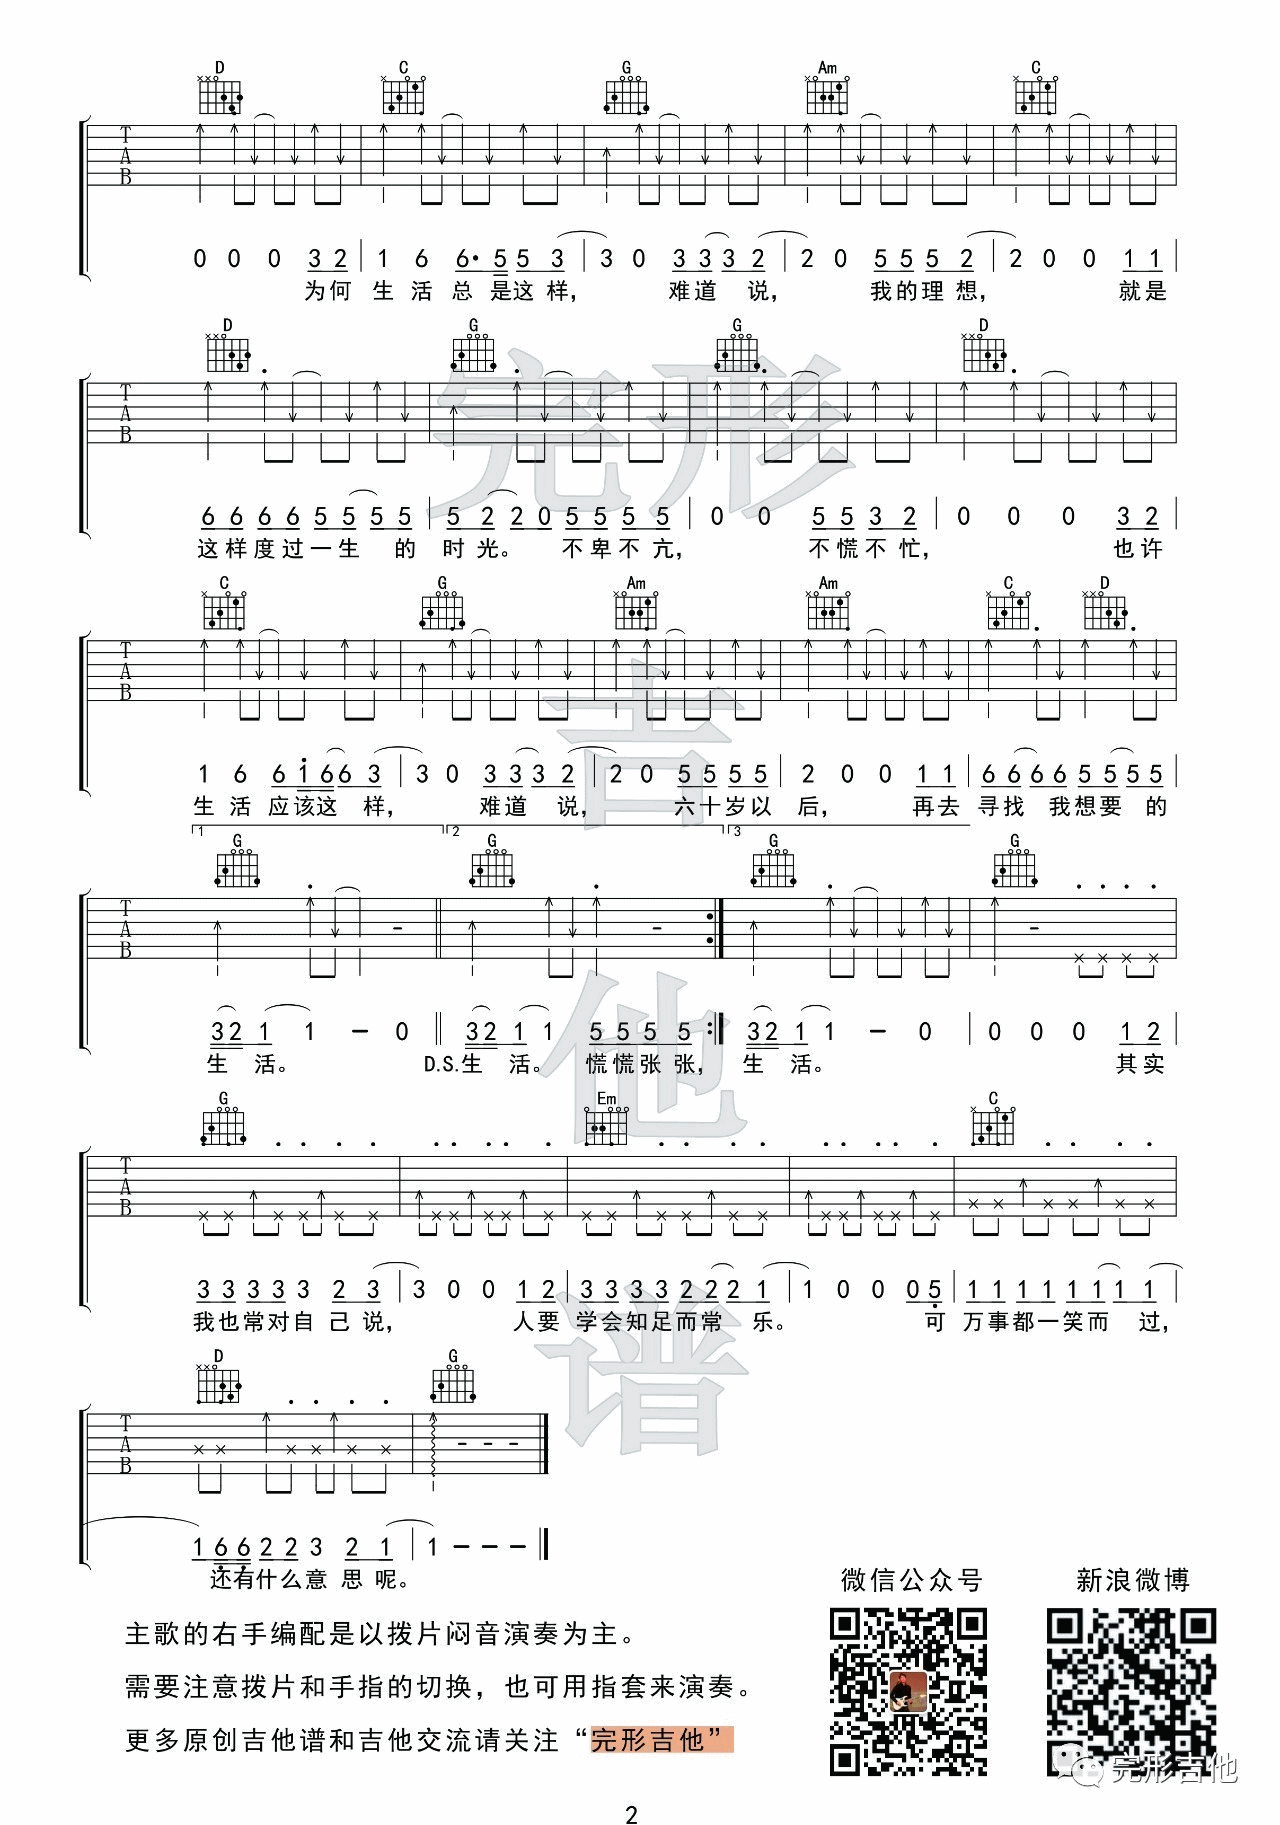 D C G Am C
T A B
0 0 0 3 2 | 1 6 6· 5 5 3 | 3 0 3 3 3 2 | 2 0 5 5 5 2 | 2 0 0 1 1 |
为何 生 活 总 是这 样， 难道 说， 我的理 想， 就是
D G G D
T A B
6 6 6 6 5 5 5 5 | 5 2 2 0 5 5 5 5 | 0 0 5 5 3 2 | 0 0 0 3 2 |
这样度过一生 的 时 光。 不卑不 亢， 不慌不 忙， 也许
C G Am Am C D
T A B
1 6 6 1 6 6 3 | 3 0 3 3 3 2 | 2 0 5 5 5 5 | 2 0 0 1 1 | 6 6 6 6 5 5 5 5 |
生 活 应该这 样， 难道 说， 六十岁以 后， 再去 寻找 我想要 的
1 2 3
G G G G
T A B
3 2 1 1 – 0 || 3 2 1 1 5 5 5 5 :|| 3 2 1 1 – 0 | 0 0 0 1 2 |
生 活。 D.S.生 活。 慌慌张 张， 生 活。 其实
G Em C
T A B
3 3 3 3 3 2 3 | 3 0 0 1 2 | 3 3 3 3 2 2 2 1 | 1 0 0 0 5 | 1 1 1 1 1 1 1 1 |
我也常对自 己 说， 人要 学会知足而常 乐。 可 万事都一笑而 过，
D G
T A B
1 6 6 2 2 3 2 1 | 1 – – – ||
还有什么意 思 呢。
微信公众号 新浪微博
主歌的右手编配是以拨片闷音演奏为主。
需要注意拨片和手指的切换，也可用指套来演奏。
更多原创吉他谱和吉他交流请关注“完形吉他”
完形吉他
2
完形吉他谱